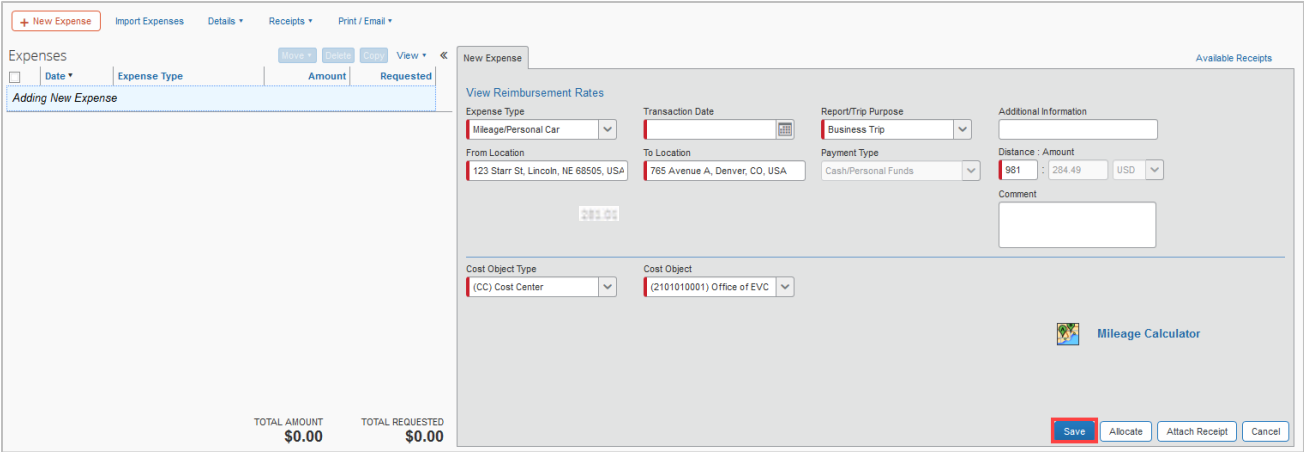 + New Expense Import Expenses Details Receipts Print / Email
Expenses Move Delete Copy View «
Date Expense Type Amount Requested
Adding New Expense
TOTAL AMOUNT TOTAL REQUESTED
$0.00 $0.00
New Expense Available Receipts
View Reimbursement Rates
Expense Type Transaction Date Report/Trip Purpose Additional Information
Mileage/Personal Car Business Trip
From Location To Location Payment Type Distance : Amount
123 Starr St, Lincoln, NE 68505, USA 765 Avenue A, Denver, CO, USA Cash/Personal Funds 981 : 284.49 USD
Comment
Cost Object Type Cost Object
(CC) Cost Center (2101010001) Office of EVC
Mileage Calculator
Save Allocate Attach Receipt Cancel